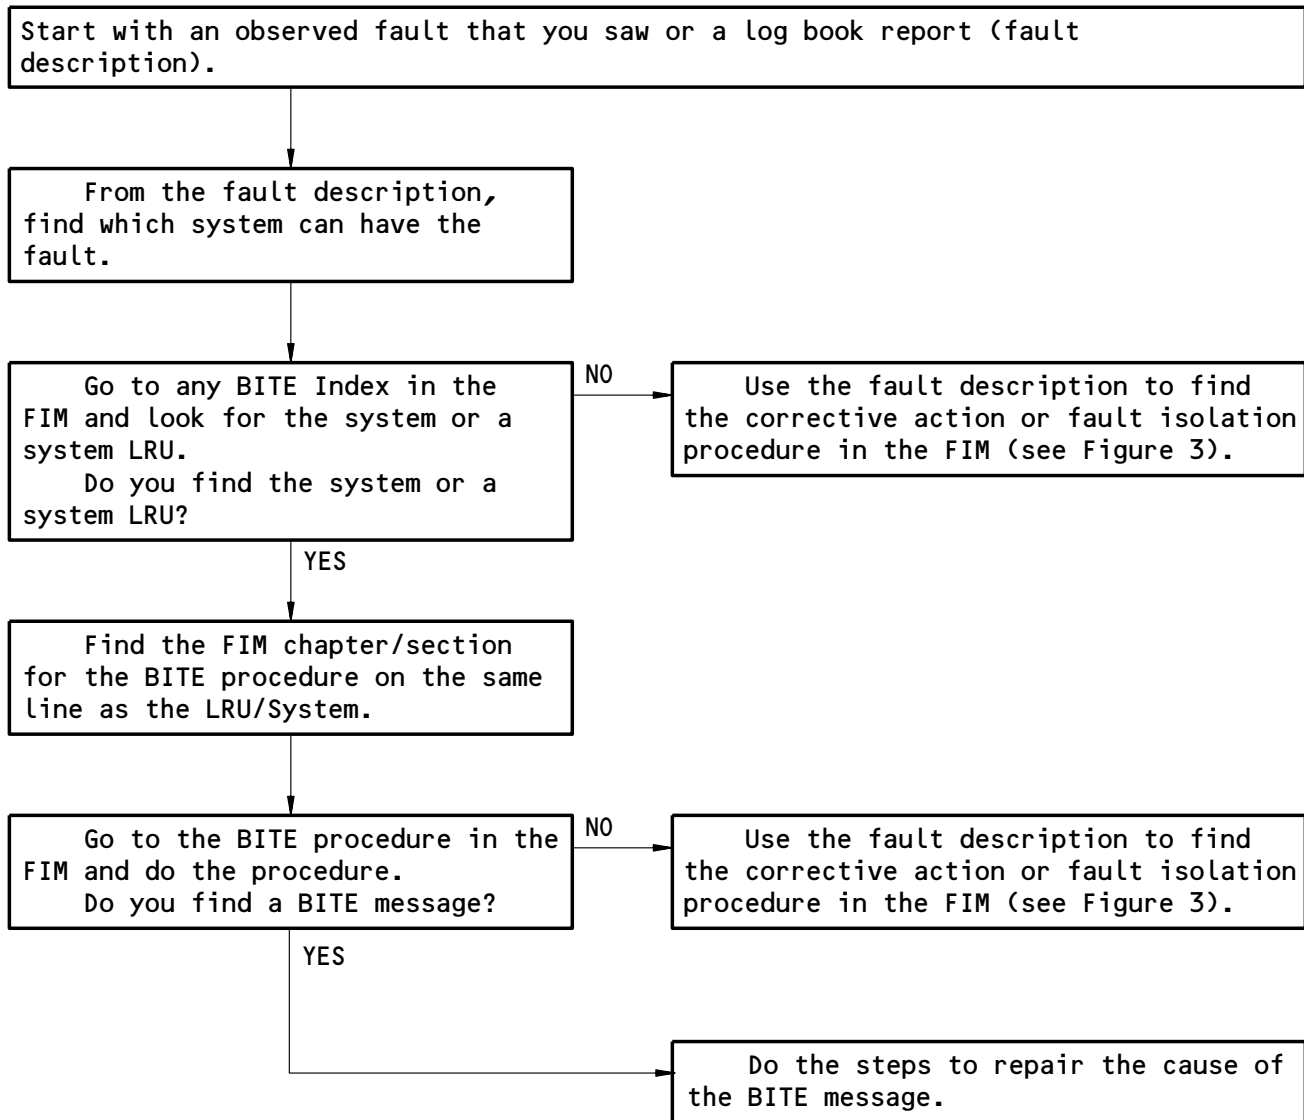 Start with an observed fault that you saw or a log book report (fault
description).
From the fault description,
find which system can have the
fault.
Go to any BITE Index in the
FIM and look for the system or a
system LRU.
Do you find the system or a
system LRU?
NO
Use the fault description to find
the corrective action or fault isolation
procedure in the FIM (see Figure 3).
YES
Find the FIM chapter/section
for the BITE procedure on the same
line as the LRU/System.
Go to the BITE procedure in the
FIM and do the procedure.
Do you find a BITE message?
NO
Use the fault description to find
the corrective action or fault isolation
procedure in the FIM (see Figure 3).
YES
Do the steps to repair the cause of
the BITE message.